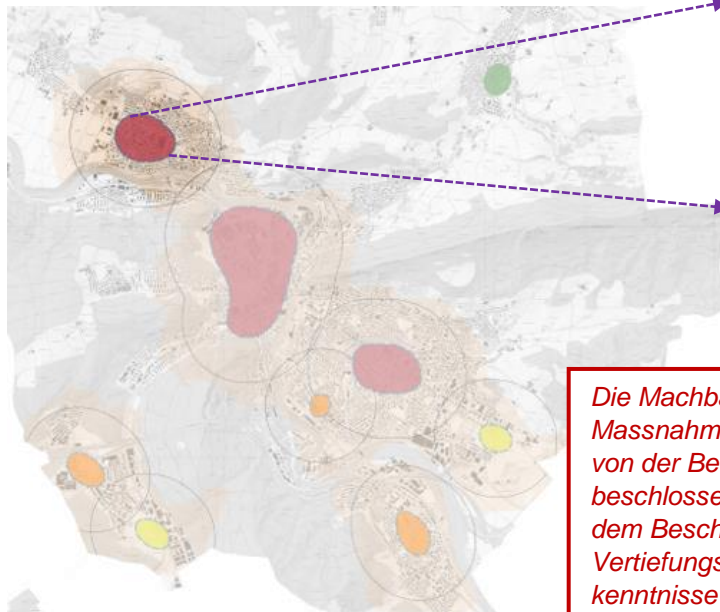 Die Machba
Massnahm
von der Be
beschlosse
dem Besch
Vertiefungs
kenntnisse